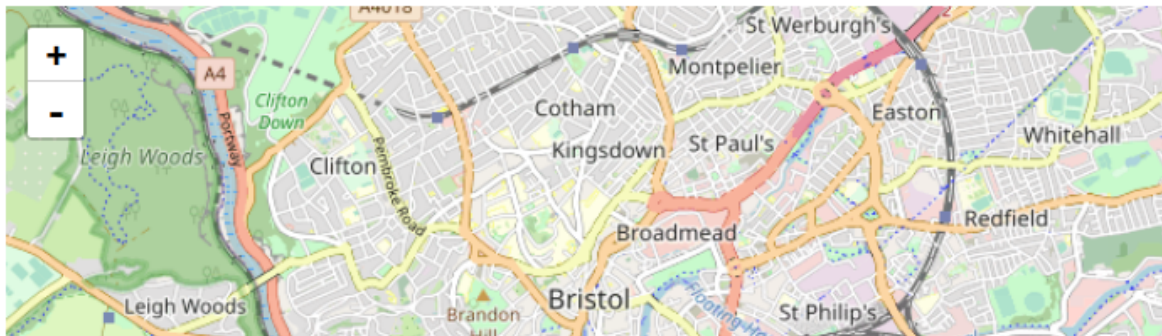 A4018
St Werburgh's
+
A4
Montpelier
Clifton
Down
Cotham
Easton
-
Portway
Whitehall
Leigh Woods
Clifton
Pembroke Road
Kingsdown
St Paul's
Redfield
Broadmead
Leigh Woods
Bristol
St Philip's
Brandon
Hill
Floating